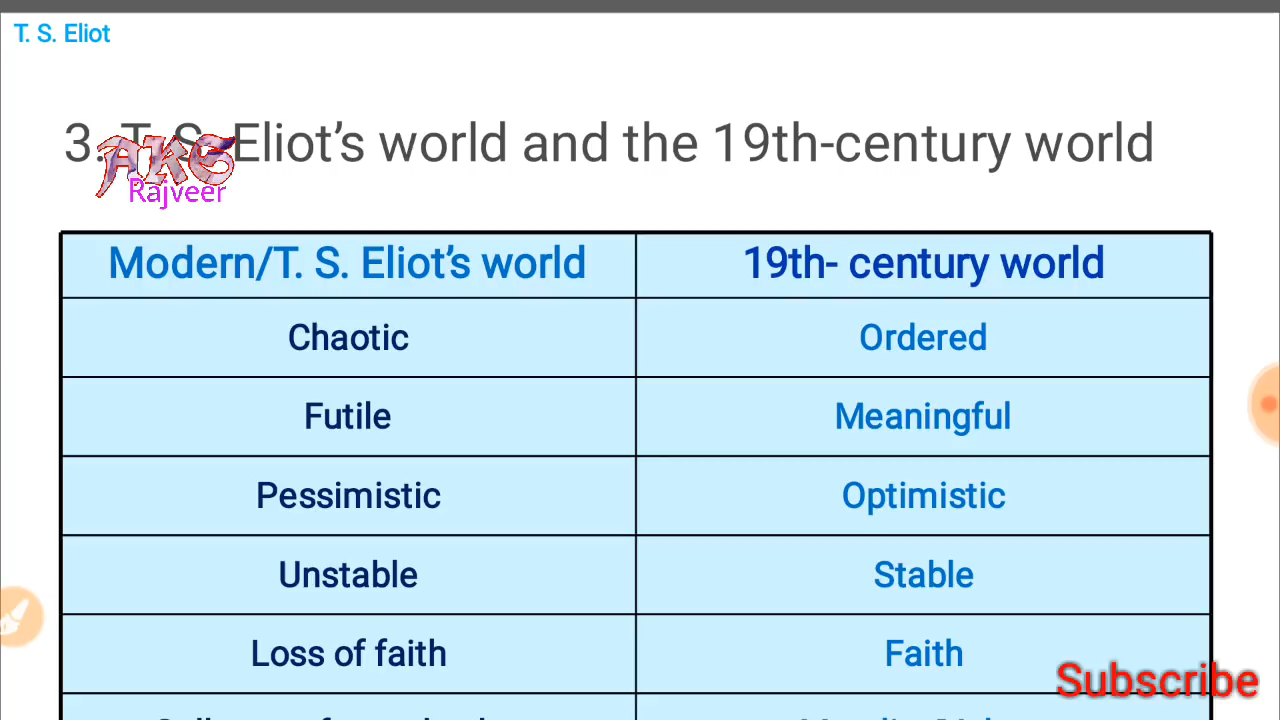 T. S. Eliot
3. T. S. Eliot’s world and the 19th-century world
AKS
Rajveer
Modern/T. S. Eliot’s world 19th- century world
Chaotic Ordered
Futile Meaningful
Pessimistic Optimistic
Unstable Stable
Loss of faith Faith
Subscribe